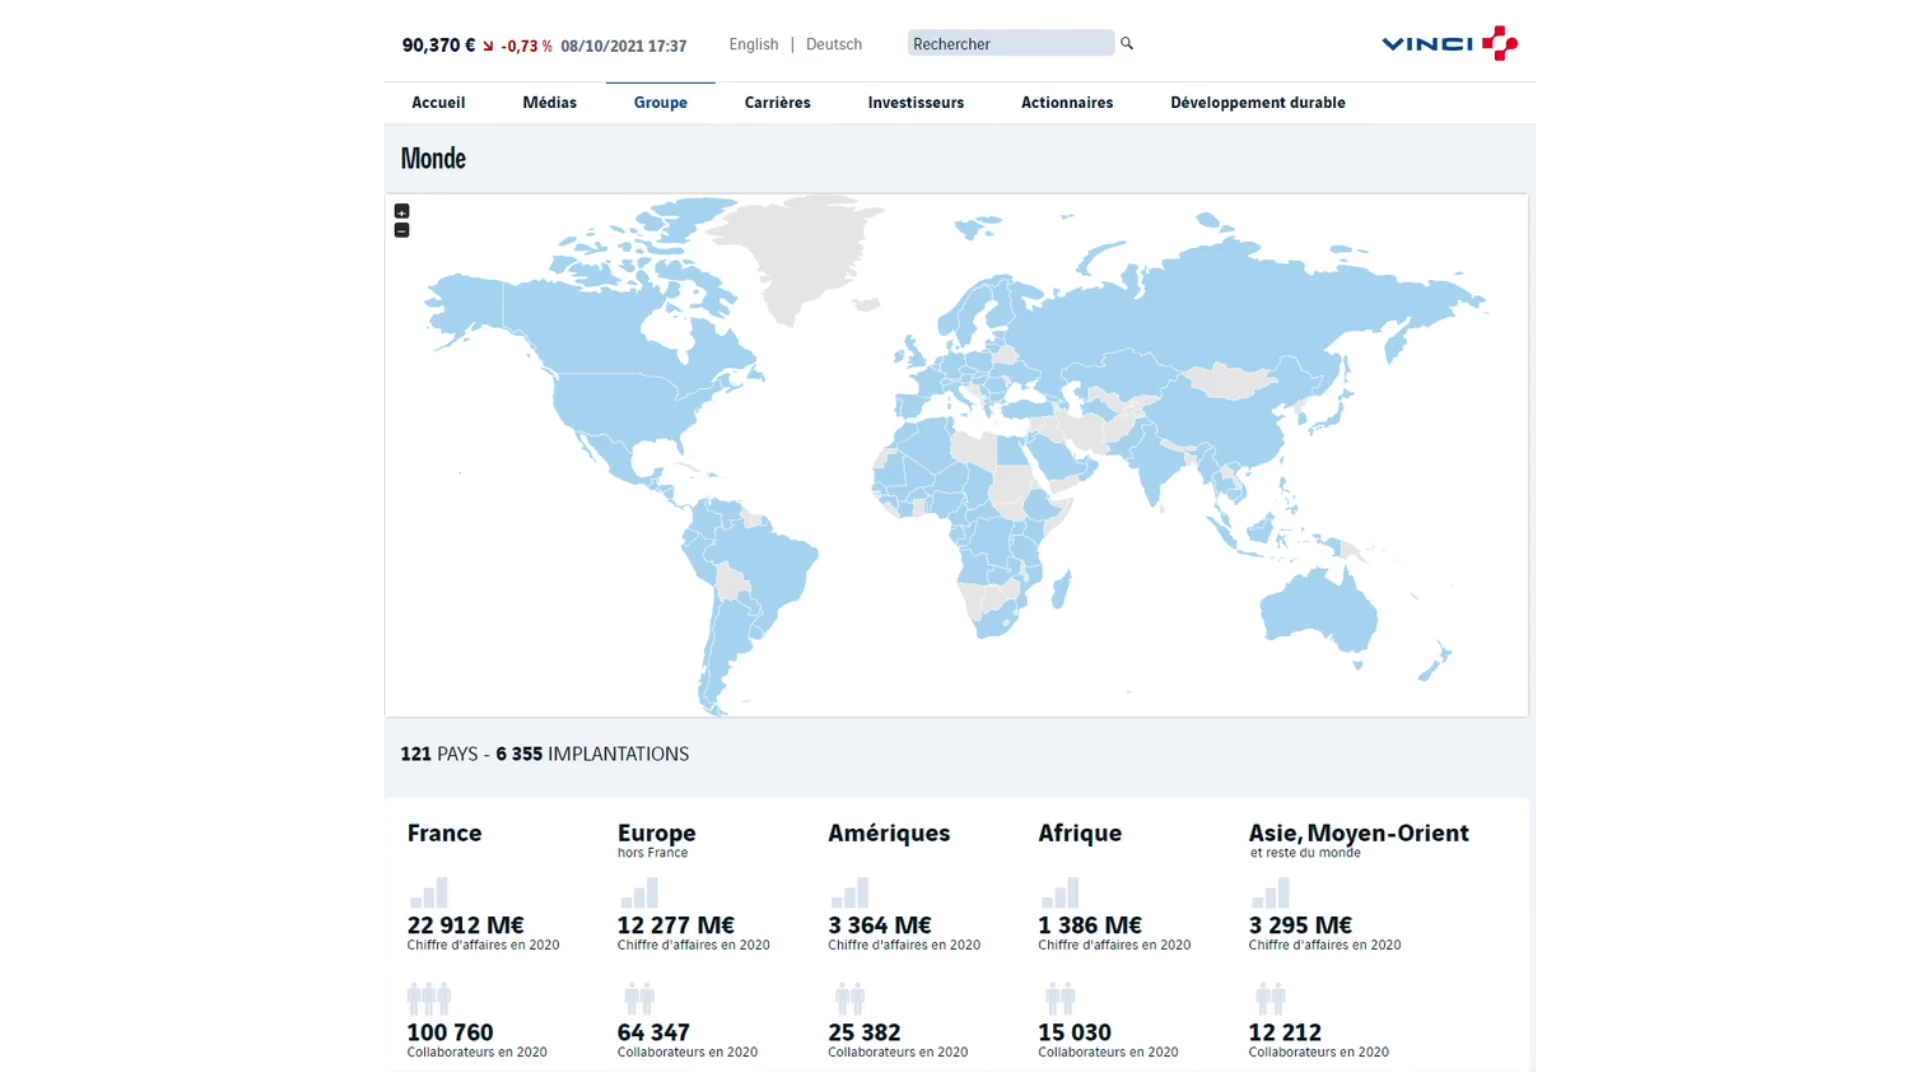 90,370 € -0,73 % 08/10/2021 17:37 English | Deutsch Rechercher VINCI
Accueil Médias Groupe Carrières Investisseurs Actionnaires Développement durable
Monde
+
−
121 PAYS - 6 355 IMPLANTATIONS
France Europe Amériques Afrique Asie, Moyen-Orient
hors France et reste du monde
22 912 M€ 12 277 M€ 3 364 M€ 1 386 M€ 3 295 M€
Chiffre d'affaires en 2020 Chiffre d'affaires en 2020 Chiffre d'affaires en 2020 Chiffre d'affaires en 2020 Chiffre d'affaires en 2020
100 760 64 347 25 382 15 030 12 212
Collaborateurs en 2020 Collaborateurs en 2020 Collaborateurs en 2020 Collaborateurs en 2020 Collaborateurs en 2020